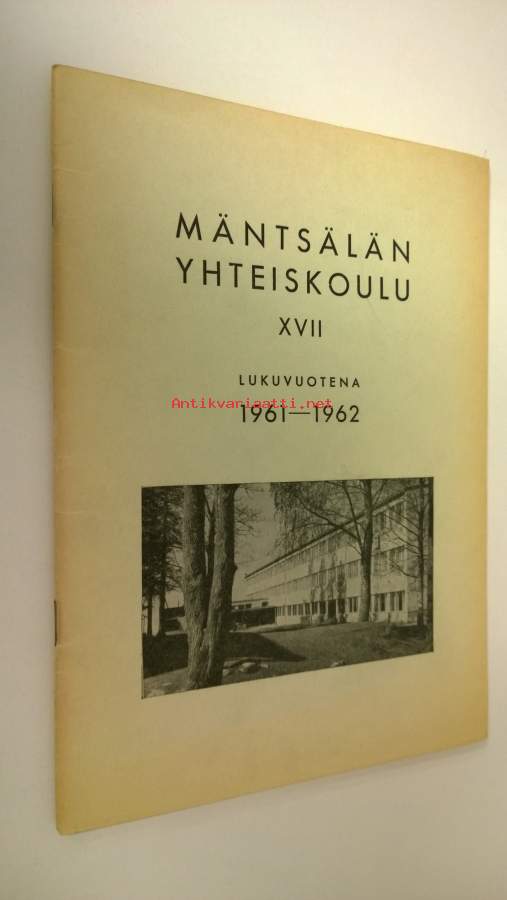 MÄNTSÄLÄN
YHTEISKOULU
XVII
LUKUVUOTENA
Antikvariaatti.net
1961—1962